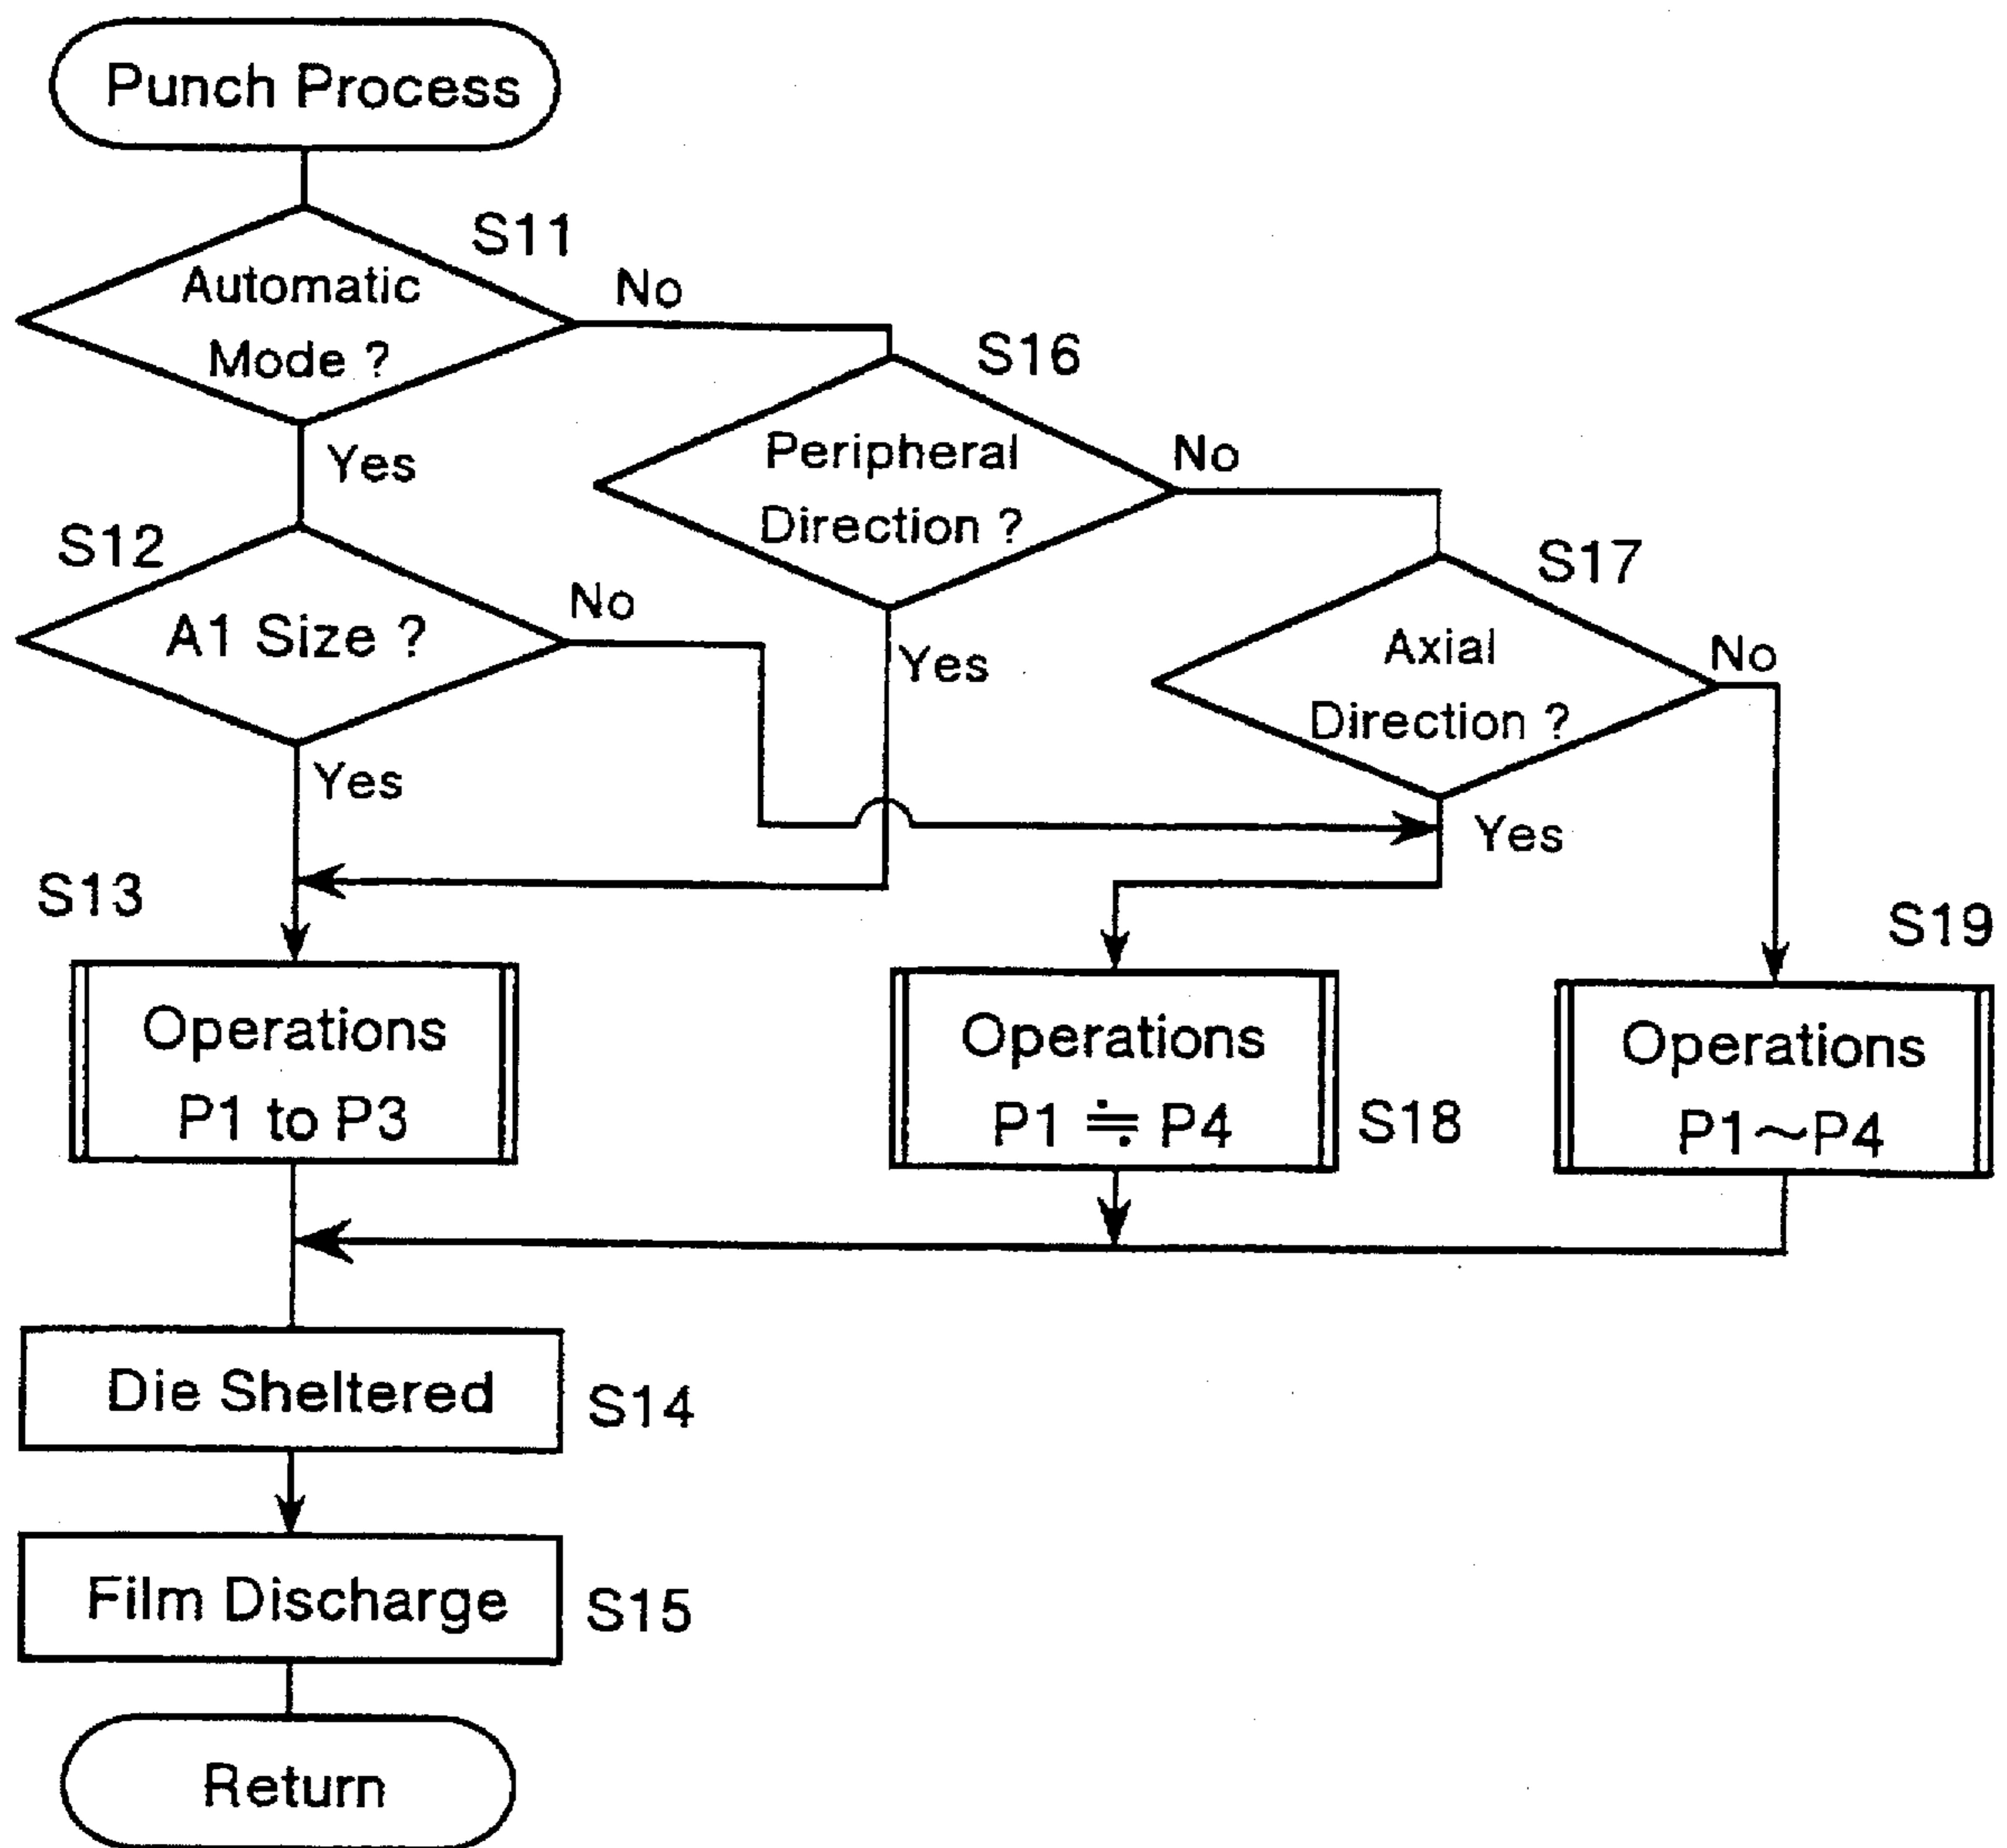 Punch Process
S11
Automatic
Mode ?
No
Yes
S16
Peripheral
Direction ?
No
Yes
S12
A1 Size ?
No
Yes
S17
Axial
Direction ?
No
Yes
S13
Operations
P1 to P3
Operations
P1 ≒ P4
S18
S19
Operations
P1~P4
Die Sheltered
S14
Film Discharge
S15
Return